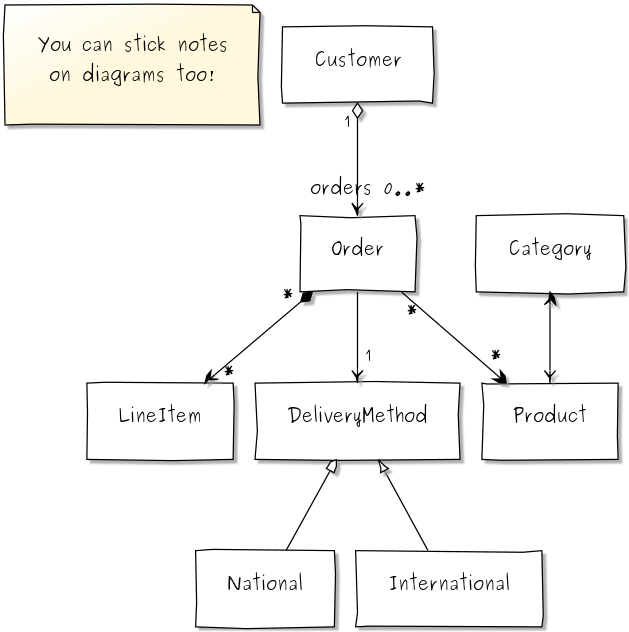 You can stick notes
on diagrams too!
Customer
1
orders 0..*
Order
Category
*
*
*
1
*
LineItem
DeliveryMethod
Product
National
International